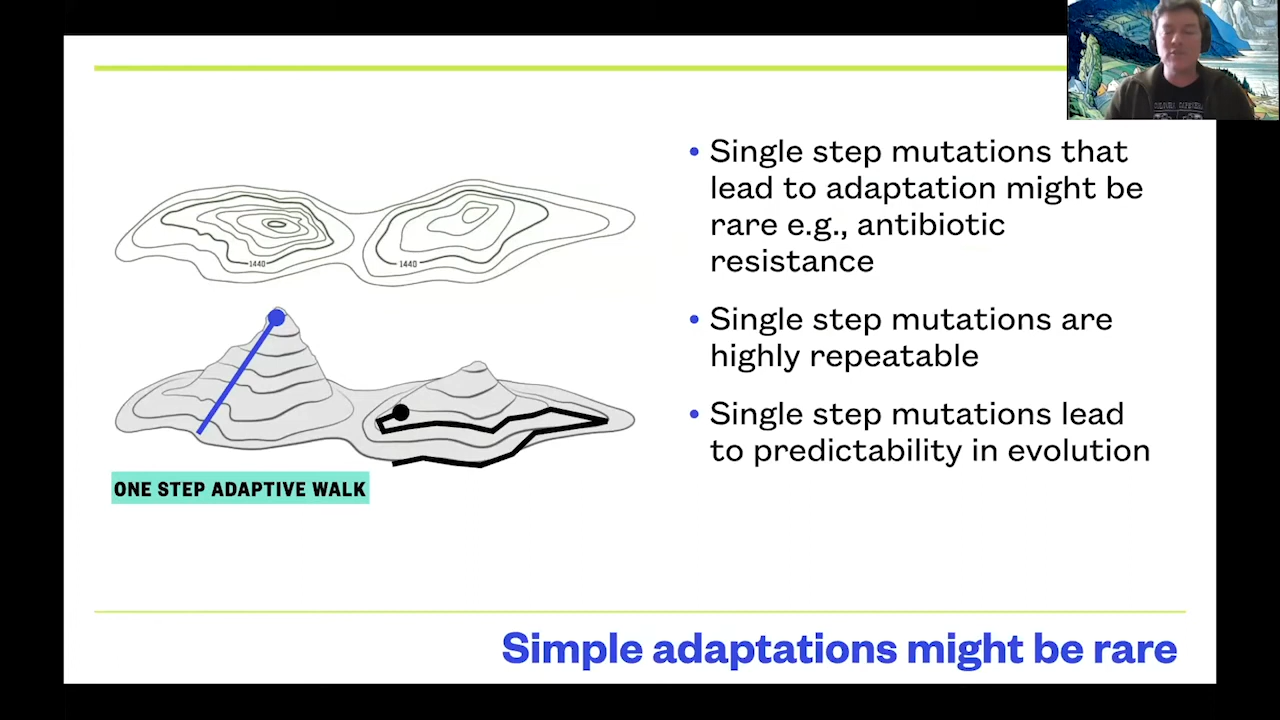 Single step mutations that
lead to adaptation might be
rare e.g., antibiotic
resistance
Single step mutations are
highly repeatable
Single step mutations lead
to predictability in evolution
1440
1440
ONE STEP ADAPTIVE WALK
Simple adaptations might be rare